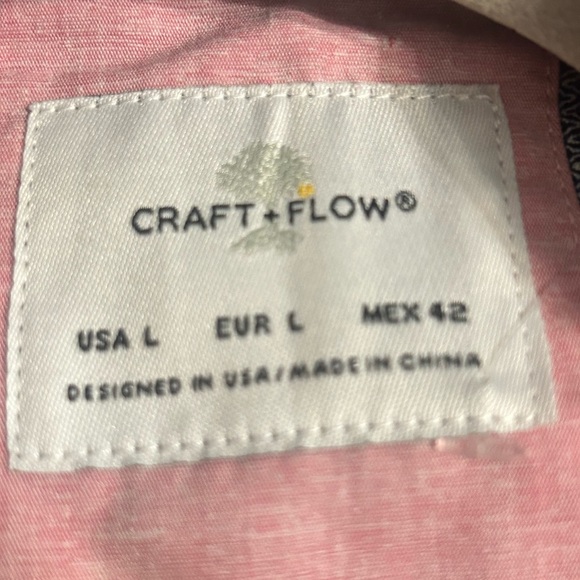 CRAFT + FLOW®
USA L EUR L MEX 42
DESIGNED IN USA/MADE IN CHINA